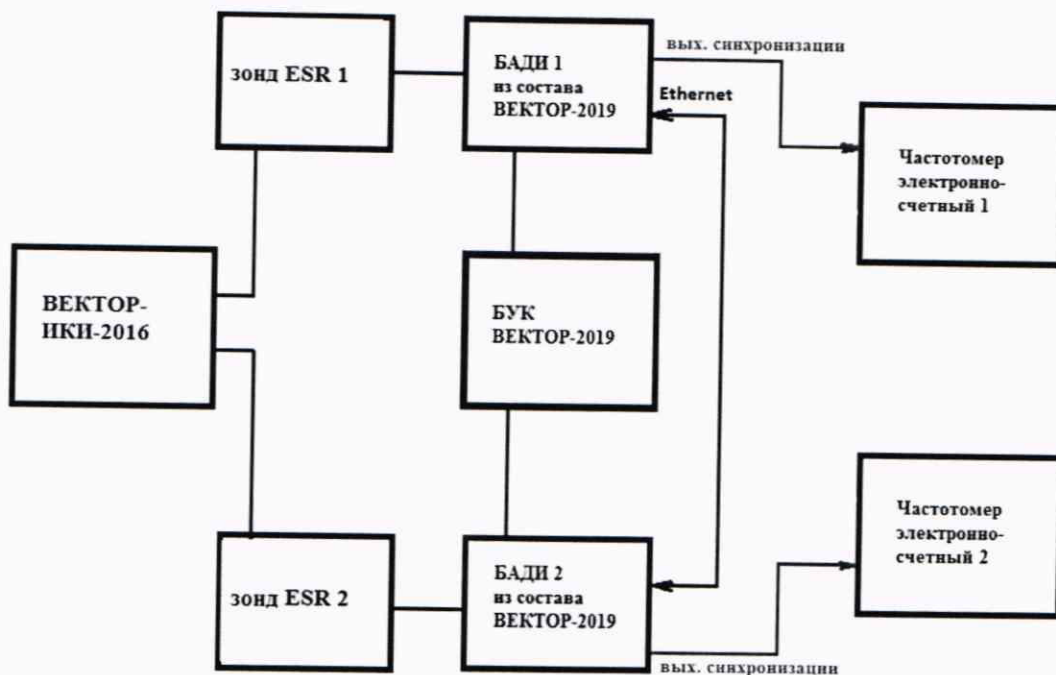 зонд ESR 1
БАДИ 1
из состава
ВЕКТОР-2019
вых. синхронизации
Ethernet
Частотомер
электронно-
счетный 1
ВЕКТОР-
ИКИ-2016
БУК
ВЕКТОР-2019
Частотомер
электронно-
счетный 2
зонд ESR 2
БАДИ 2
из состава
ВЕКТОР-2019
вых. синхронизации